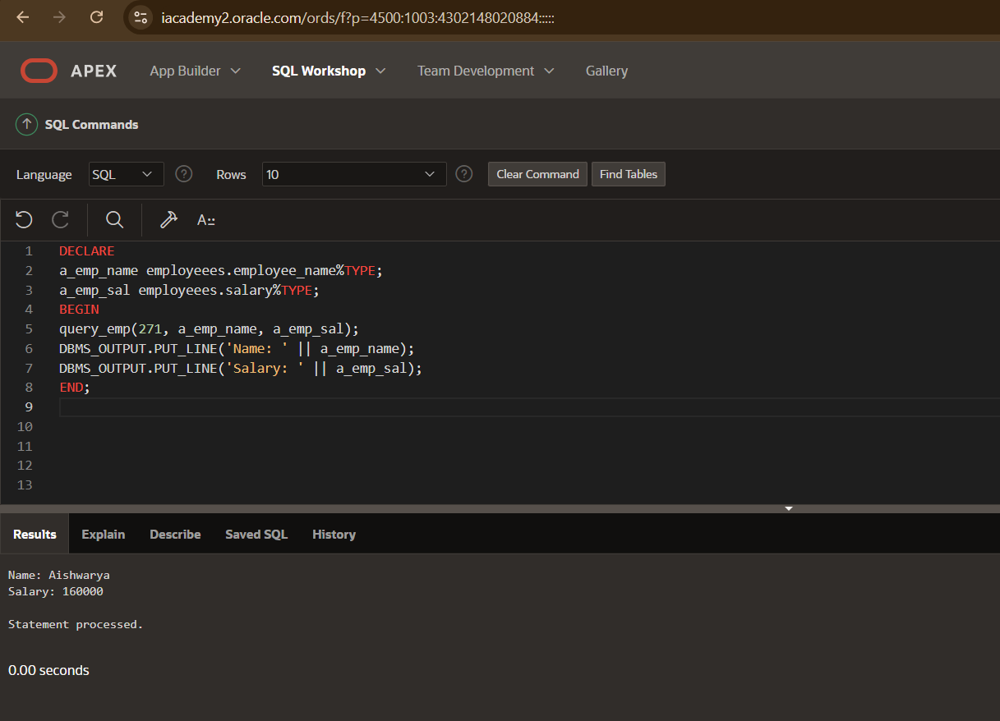 iacademy2.oracle.com/ords/f?p=4500:1003:4302148020884:::::
APEX App Builder SQL Workshop Team Development Gallery
SQL Commands
Language SQL ? Rows 10 ? Clear Command Find Tables
A::
1 DECLARE
2 a_emp_name employeees.employee_name%TYPE;
3 a_emp_sal employeees.salary%TYPE;
4 BEGIN
5 query_emp(271, a_emp_name, a_emp_sal);
6 DBMS_OUTPUT.PUT_LINE('Name: ' || a_emp_name);
7 DBMS_OUTPUT.PUT_LINE('Salary: ' || a_emp_sal);
8 END;
9
10
11
12
13
Results Explain Describe Saved SQL History
Name: Aishwarya
Salary: 160000
Statement processed.
0.00 seconds